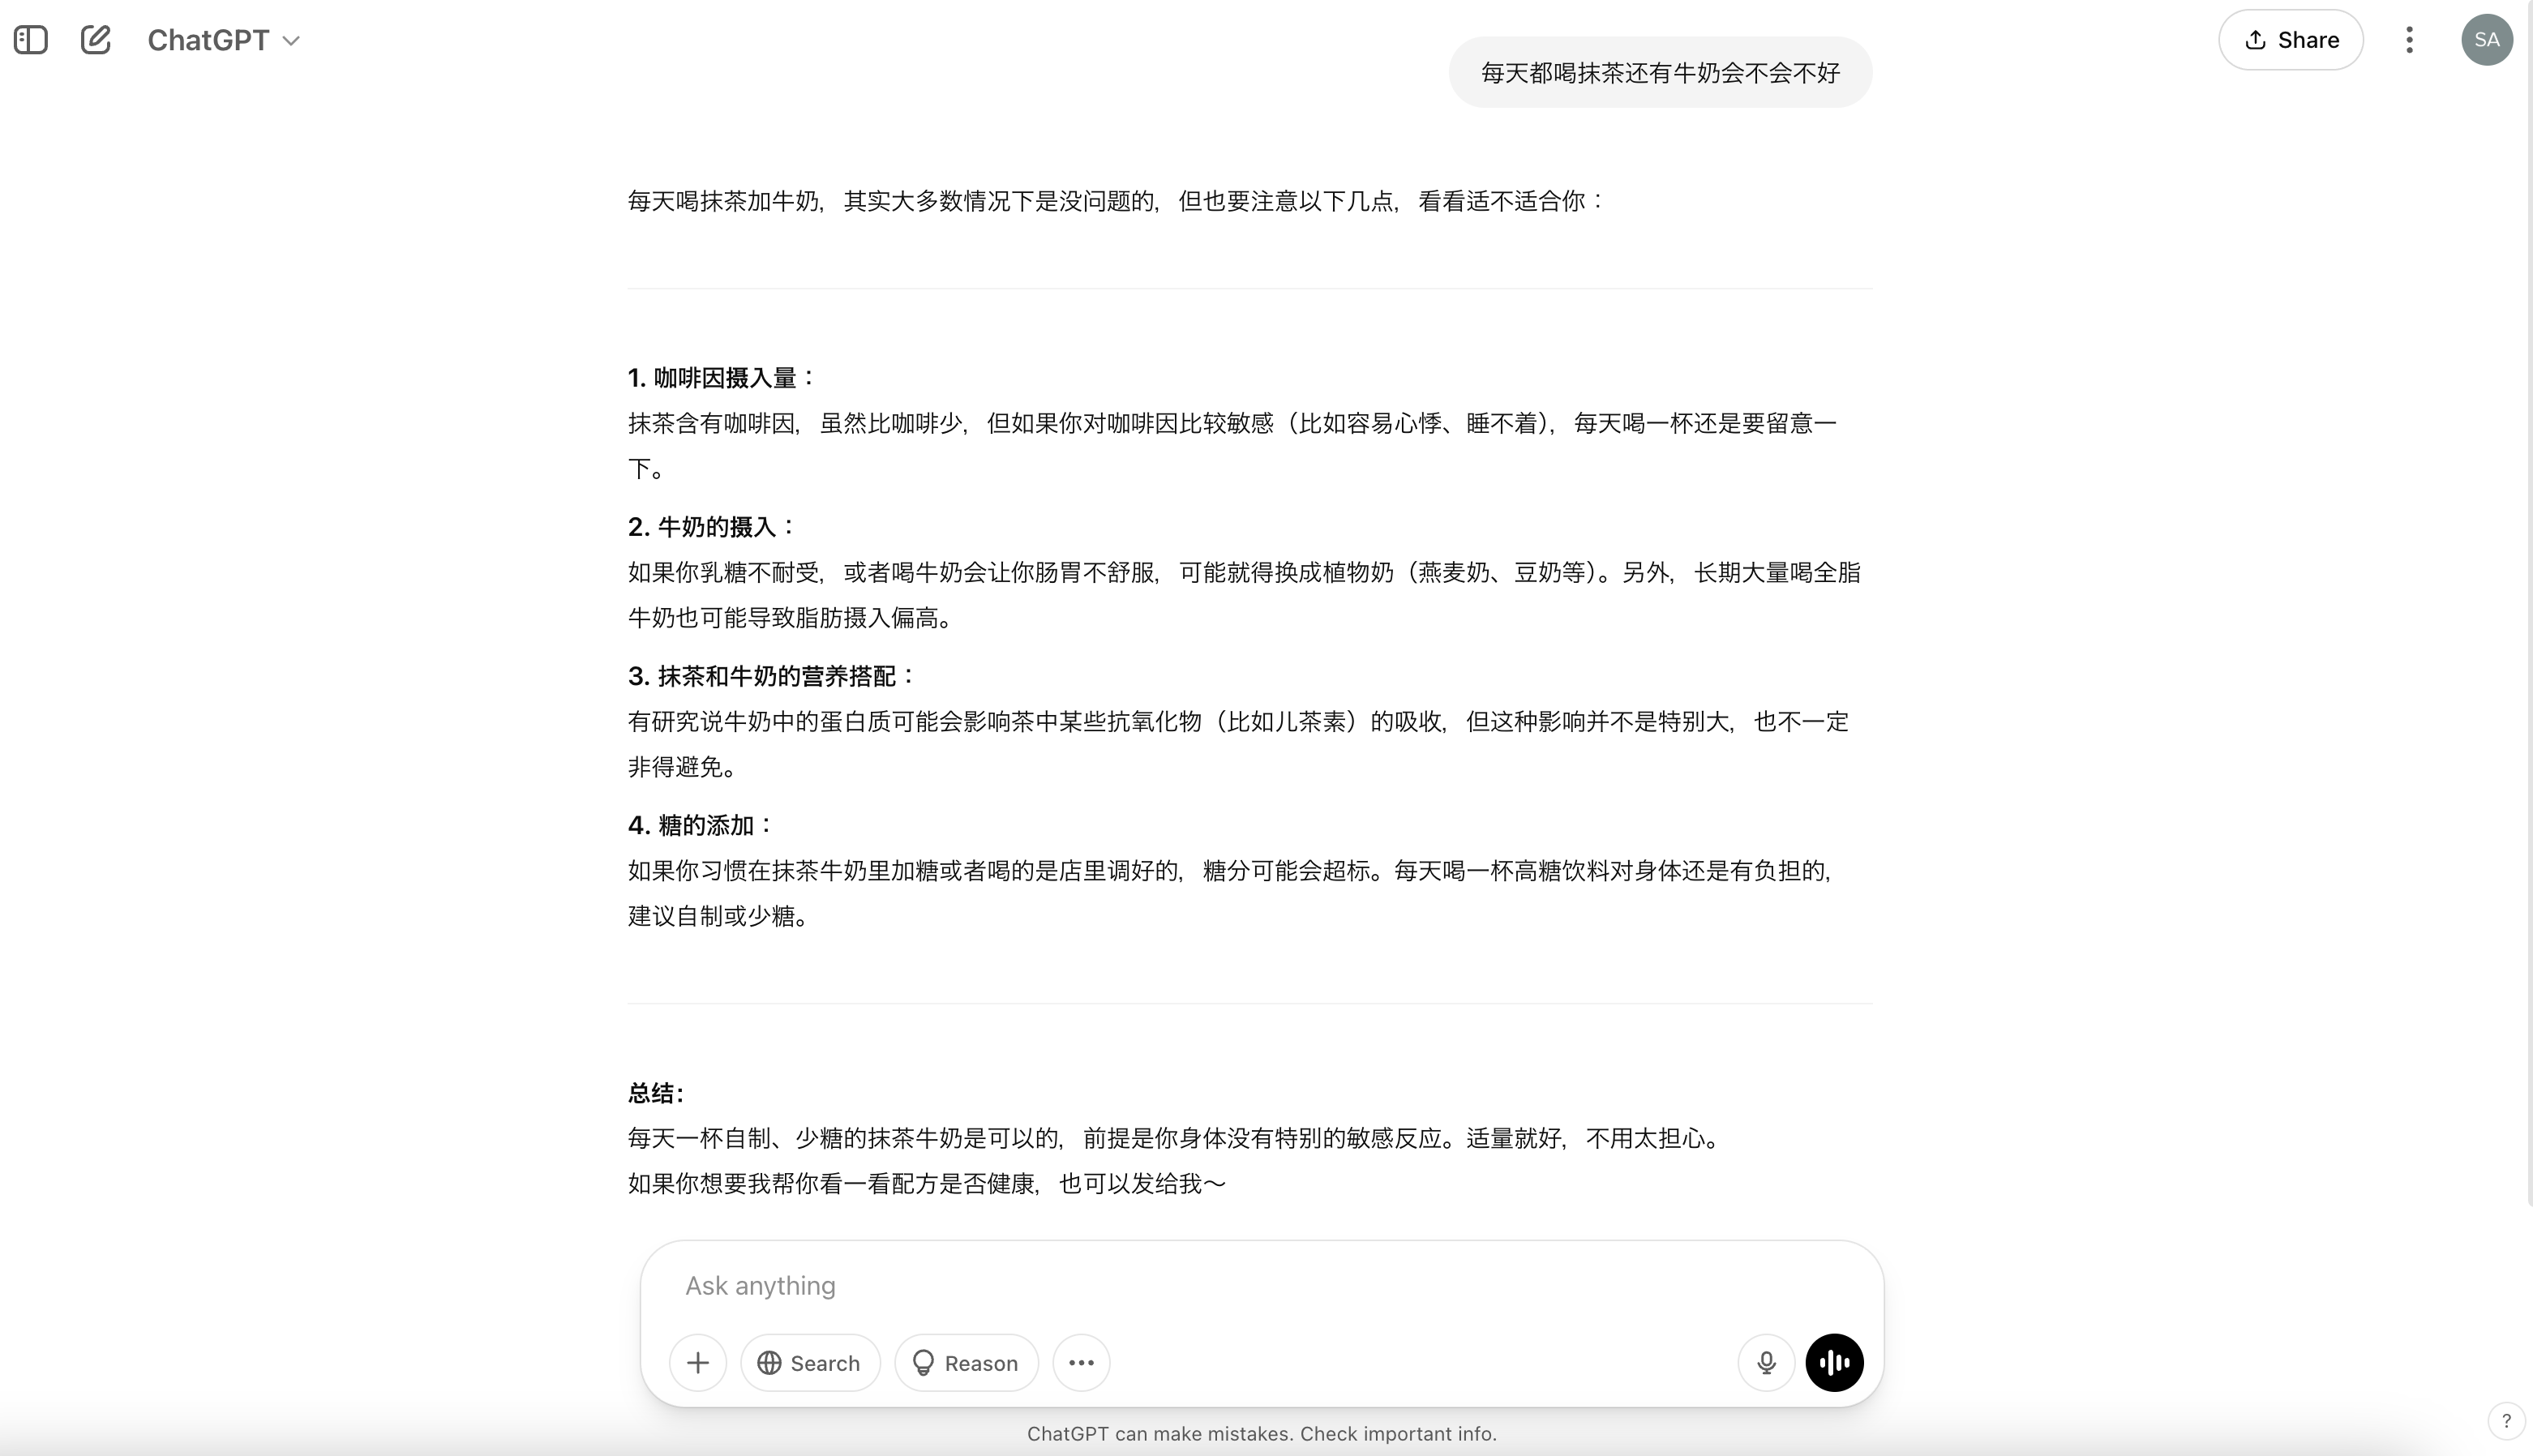 ChatGPT
Share
SA
每天都喝抹茶还有牛奶会不会不好
每天喝抹茶加牛奶，其实大多数情况下是没问题的，但也要注意以下几点，看看适不适合你：
1. 咖啡因摄入量：
抹茶含有咖啡因，虽然比咖啡少，但如果你对咖啡因比较敏感（比如容易心悸、睡不着），每天喝一杯还是要留意一
下。
2. 牛奶的摄入：
如果你乳糖不耐受，或者喝牛奶会让你肠胃不舒服，可能就得换成植物奶（燕麦奶、豆奶等）。另外，长期大量喝全脂
牛奶也可能导致脂肪摄入偏高。
3. 抹茶和牛奶的营养搭配：
有研究说牛奶中的蛋白质可能会影响茶中某些抗氧化物（比如儿茶素）的吸收，但这种影响并不是特别大，也不一定
非得避免。
4. 糖的添加：
如果你习惯在抹茶牛奶里加糖或者喝的是店里调好的，糖分可能会超标。每天喝一杯高糖饮料对身体还是有负担的，
建议自制或少糖。
总结：
每天一杯自制、少糖的抹茶牛奶是可以的，前提是你身体没有特别的敏感反应。适量就好，不用太担心。
如果你想要我帮你看一看配方是否健康，也可以发给我～
Ask anything
Search
Reason
ChatGPT can make mistakes. Check important info.
?